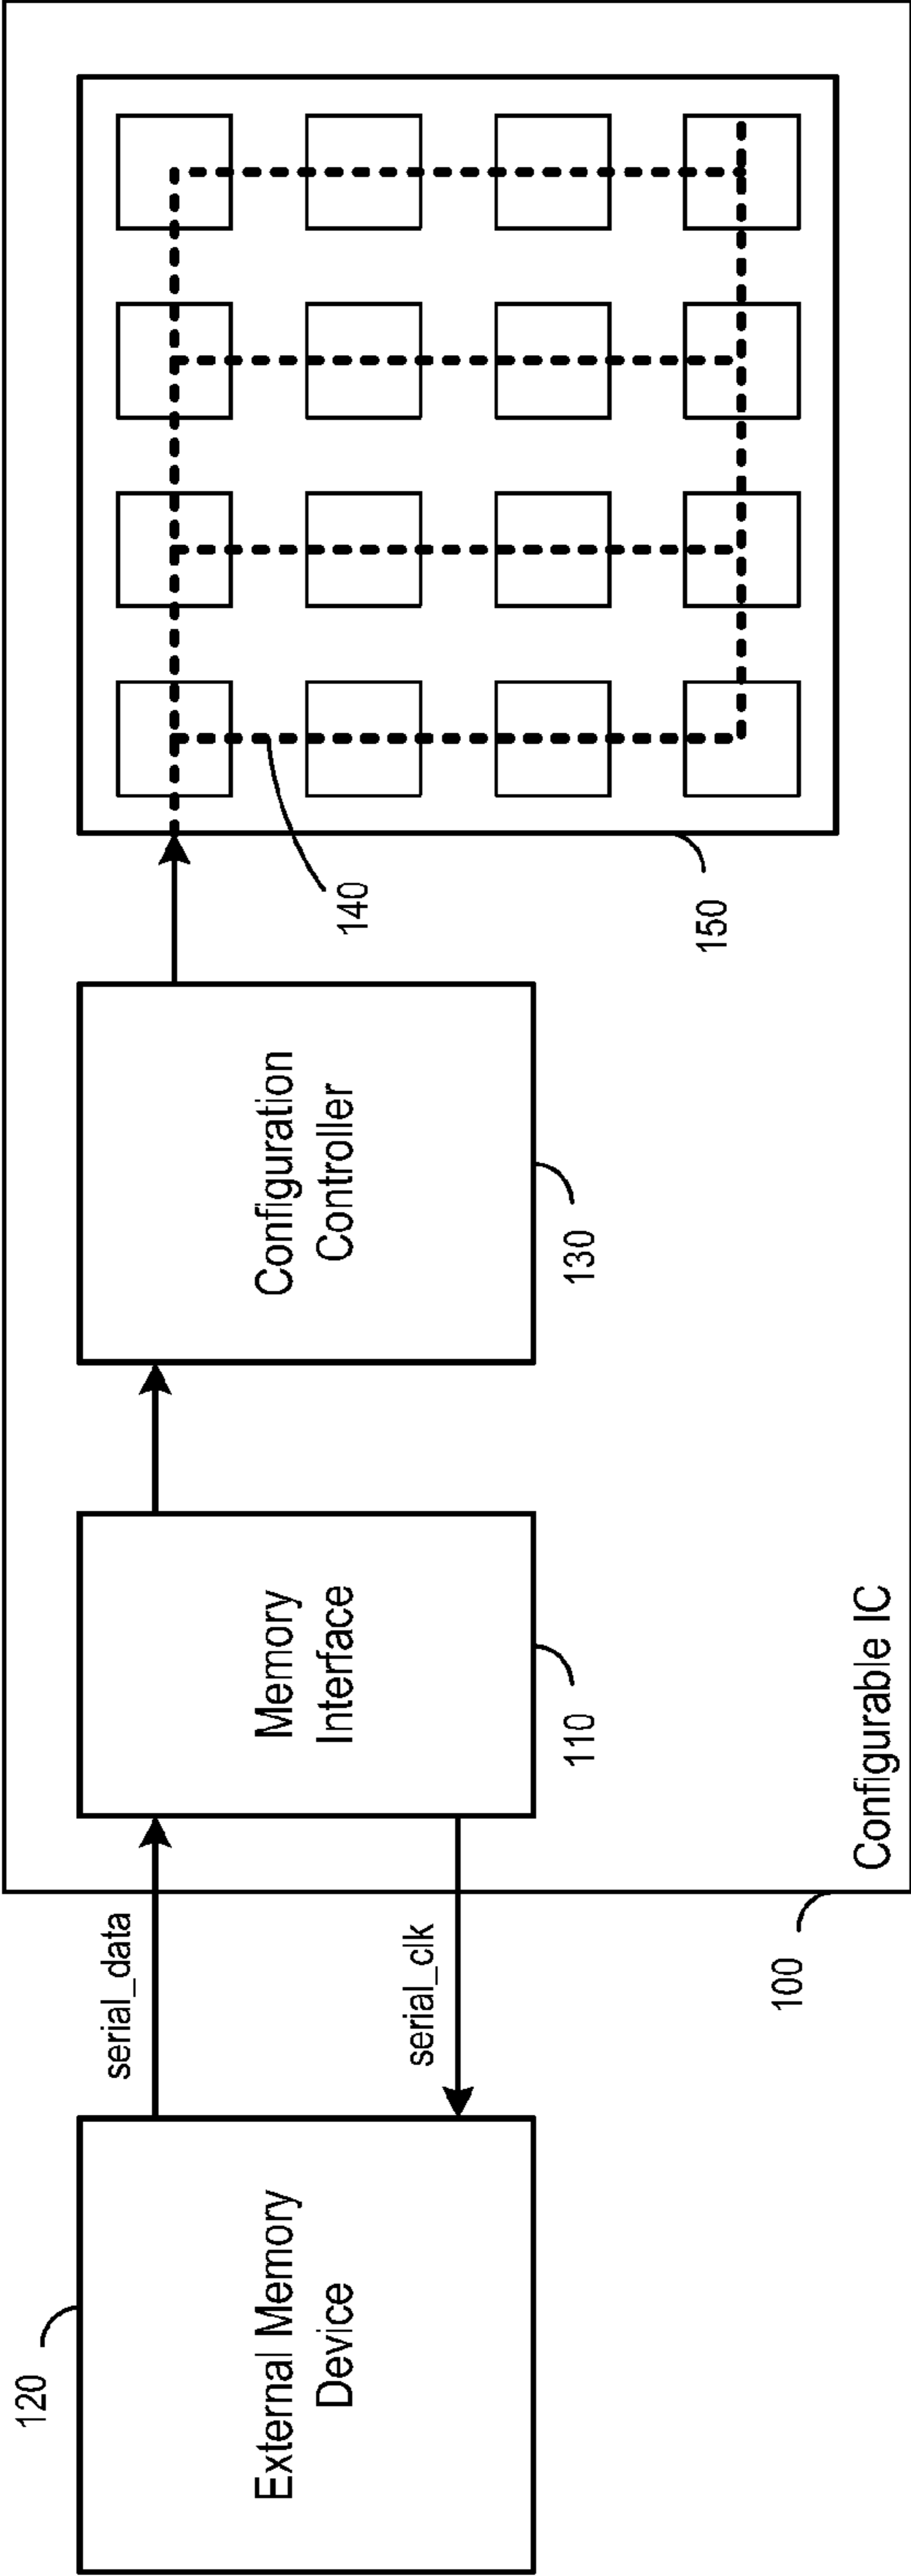 120
External Memory
Device
serial_data
serial_clk
100
Memory
Interface
110
Configuration
Controller
130
140
150
Configurable IC